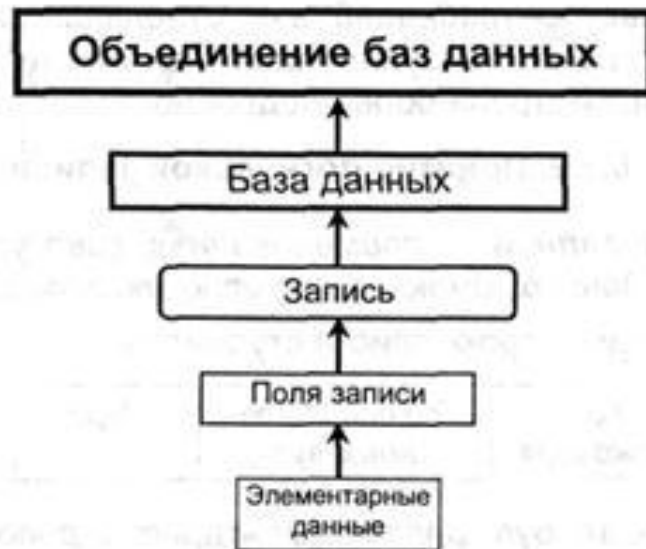 Объединение баз данных
База данных
Запись
Поля записи
Элементарные
данные